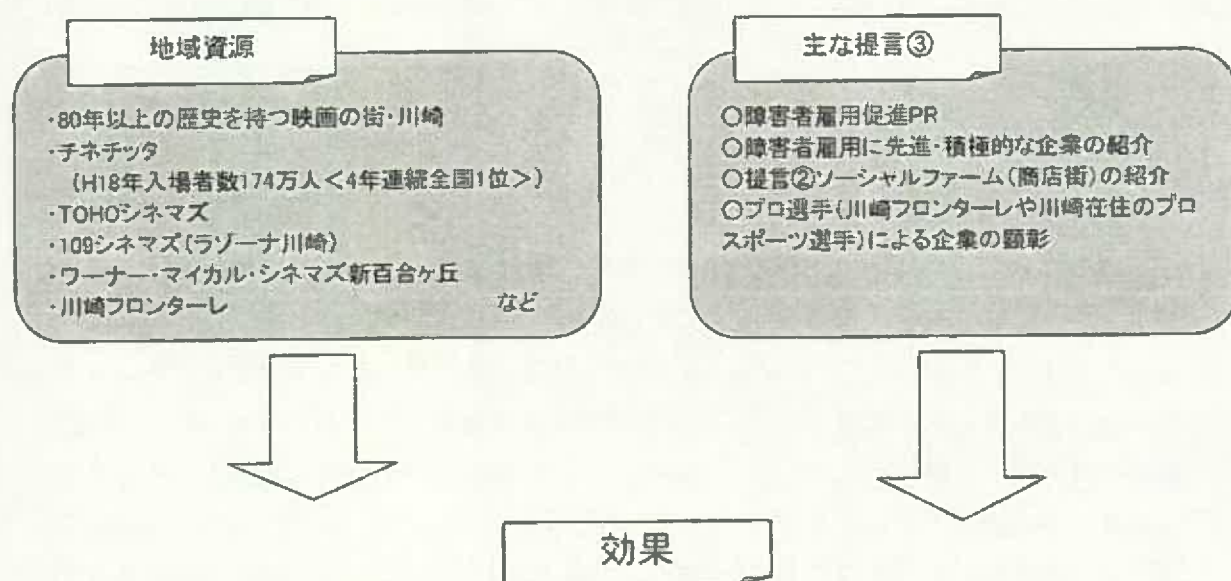 地域資源
・80年以上の歴史を持つ映画の街・川崎
・チネチッタ
(H18年入場者数174万人<4年連続全国1位>)
・TOHOシネマズ
・109シネマズ(ラゾーナ川崎)
・ワーナー・マイカル・シネマズ新百合ヶ丘
・川崎フロンターレ など
主な提言③
○障害者雇用促進PR
○障害者雇用に先進・積極的な企業の紹介
○提言②ソーシャルファーム(商店街)の紹介
○プロ選手(川崎フロンターレや川崎在住のプロ
スポーツ選手)による企業の顕彰
効果